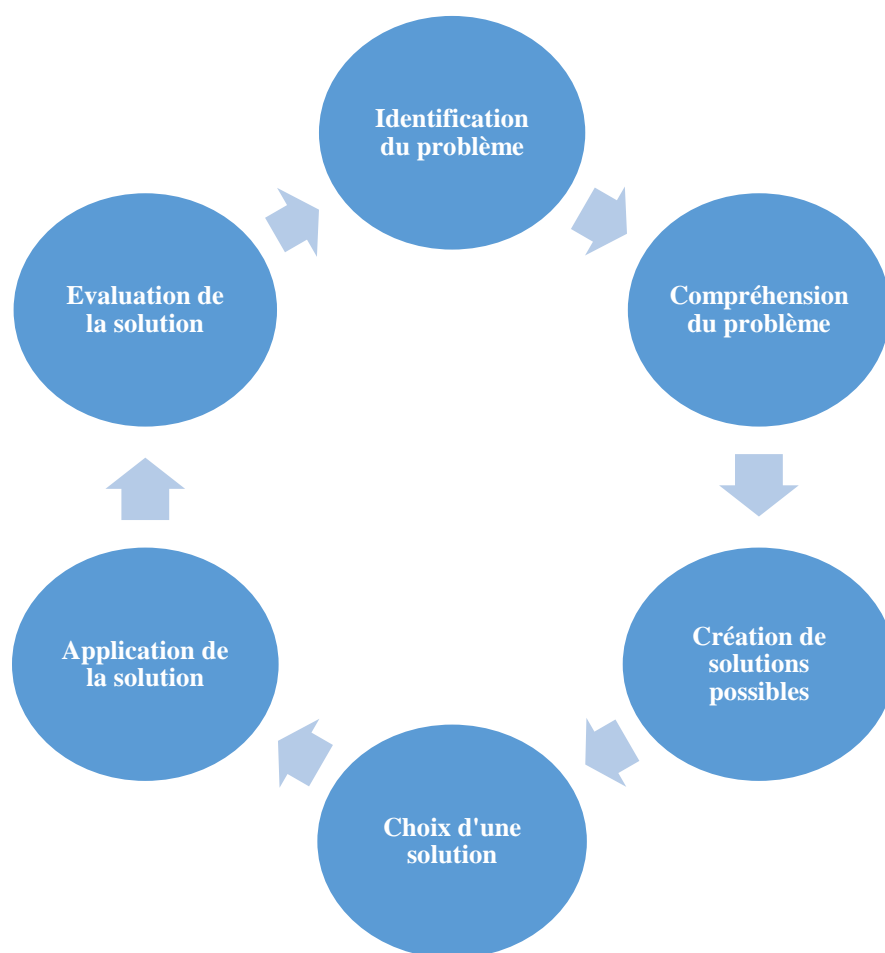 Identification
du problème
Compréhension
du problème
Création de
solutions
possibles
Choix d'une
solution
Application de
la solution
Evaluation de
la solution